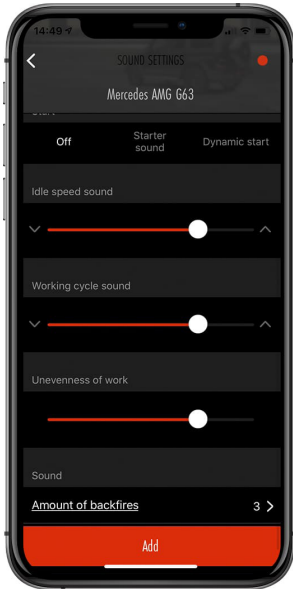 14:49
SOUND SETTINGS
Mercedes AMG G63
Start
Off
Starter
sound
Dynamic start
Idle speed sound
Working cycle sound
Unevenness of work
Sound
Amount of backfires
3
Add